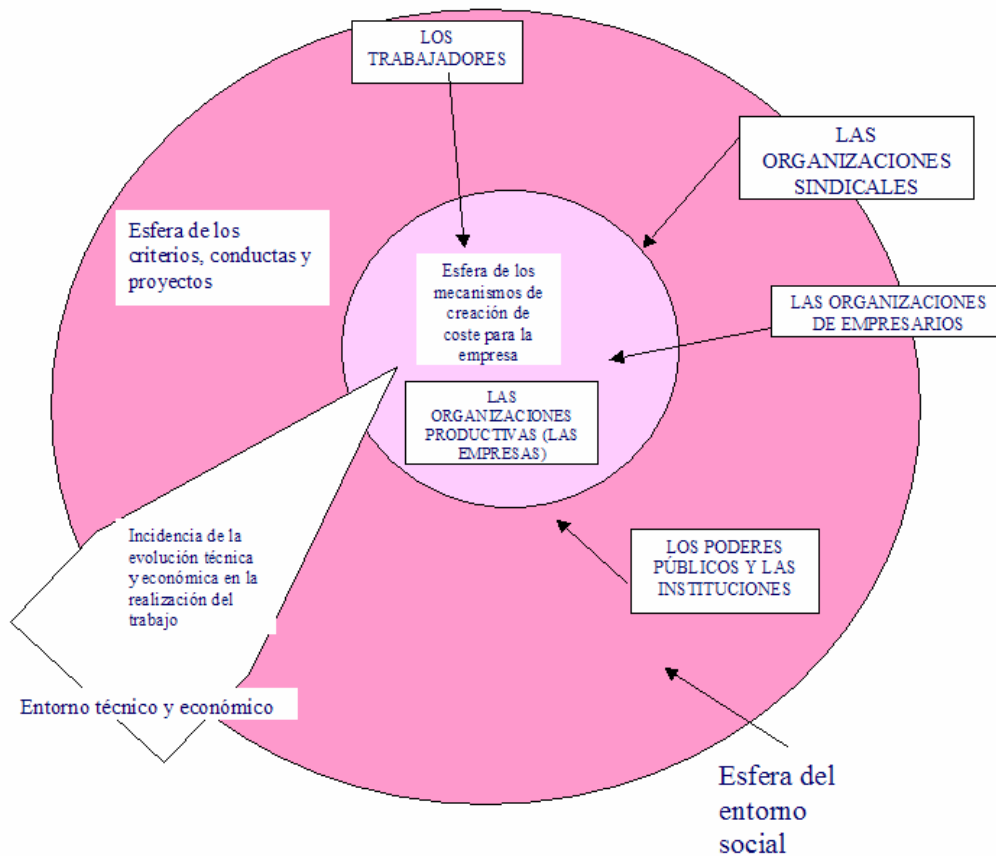 LOS
TRABAJADORES
LAS
ORGANIZACIONES
SINDICALES
Esfera de los
criterios, conductas y
proyectos
Esfera de los
mecanismos de
creación de
coste para la
empresa
LAS ORGANIZACIONES
DE EMPRESARIOS
LAS
ORGANIZACIONES
PRODUCTIVAS (LAS
EMPRESAS)
Incidencia de la
evolución técnica
y económica en la
realización del
trabajo
LOS PODERES
PÚBLICOS Y LAS
INSTITUCIONES
Entorno técnico y económico
Esfera del
entorno
social